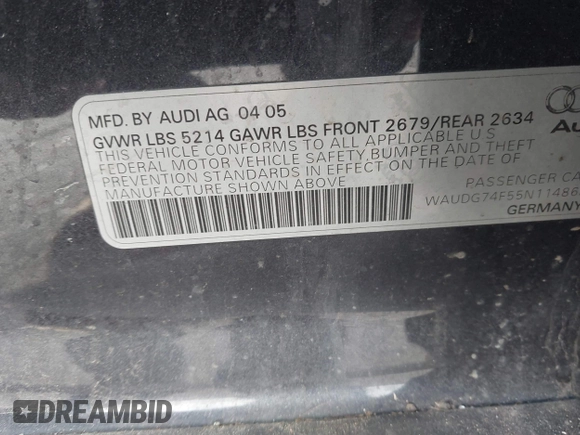 MFD. BY AUDI AG 04 05
GVWR LBS 5214 GAWR LBS FRONT 2679/REAR 2634
THIS VEHICLE CONFORMS TO ALL APPLICABLE U S
FEDERAL MOTOR VEHICLE SAFETY, BUMPER AND THEFT
PREVENTION STANDARDS IN EFFECT ON THE DATE OF
MANUFACTURE SHOWN ABOVE
PASSENGER CA
WAUDG74F55N11486
GERMANY
Au
DREAMBID